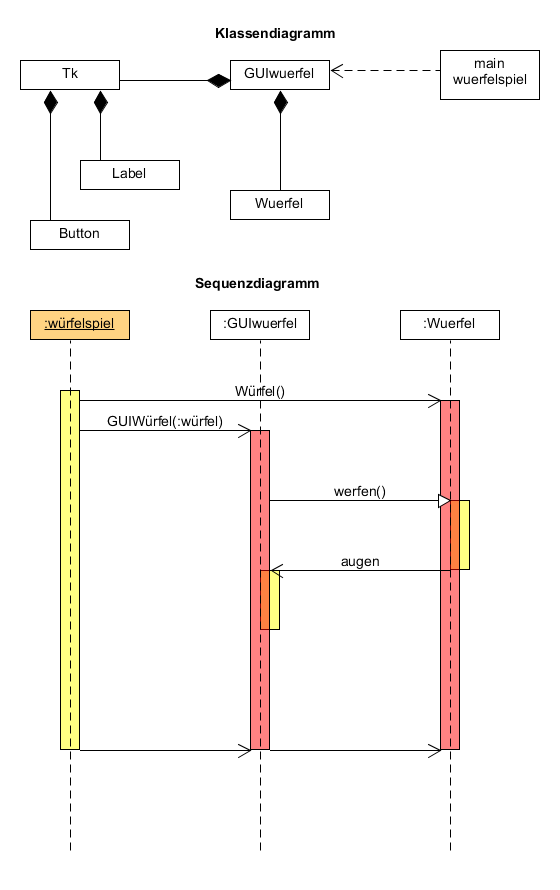 Klassendiagramm
Tk
GUIwuerfel
main
wuerfelspiel
Label
Wuerfel
Button
Sequenzdiagramm
:würfelspiel
:GUIwuerfel
:Wuerfel
Würfel()
GUIWürfel(:würfel)
werfen()
augen